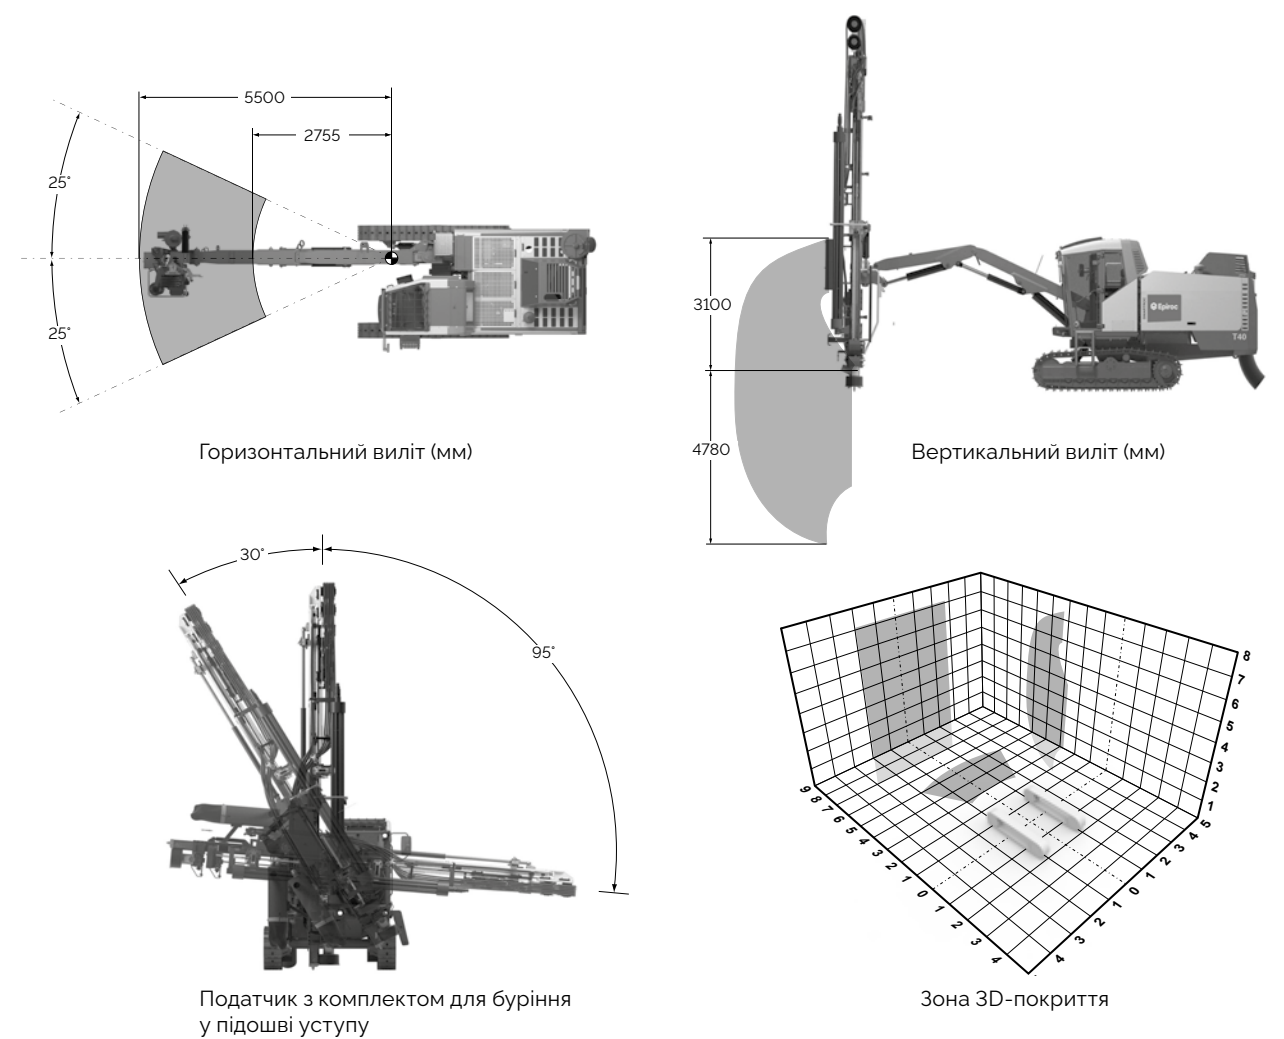 5500
2755
25°
25°
Горизонтальний виліт (мм)
3100
4780
Epiroc
T40
Вертикальний виліт (мм)
30°
95°
Податчик з комплектом для буріння
у підошві уступу
8
7
6
5
4
3
2
1
9 8 7 6 5 4 3 2 1 0 1 2 3 4
5 4 3 2 1 0 1 2 3 4
Зона 3D-покриття